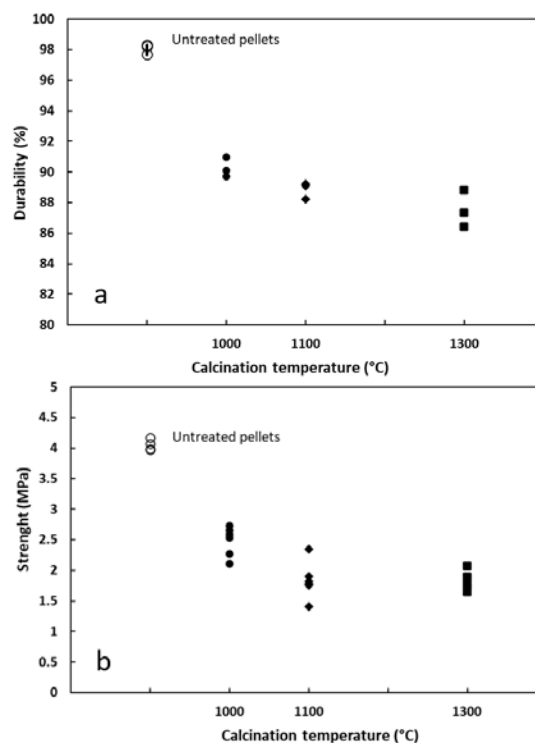 100
98
96
94
92
90
88
86
84
82
80
Durability (%)
Untreated pellets
a
1000 1100 1300
Calcination temperature (°C)
5
4.5
4
3.5
3
2.5
2
1.5
1
0.5
0
Strenght (MPa)
Untreated pellets
b
1000 1100 1300
Calcination temperature (°C)